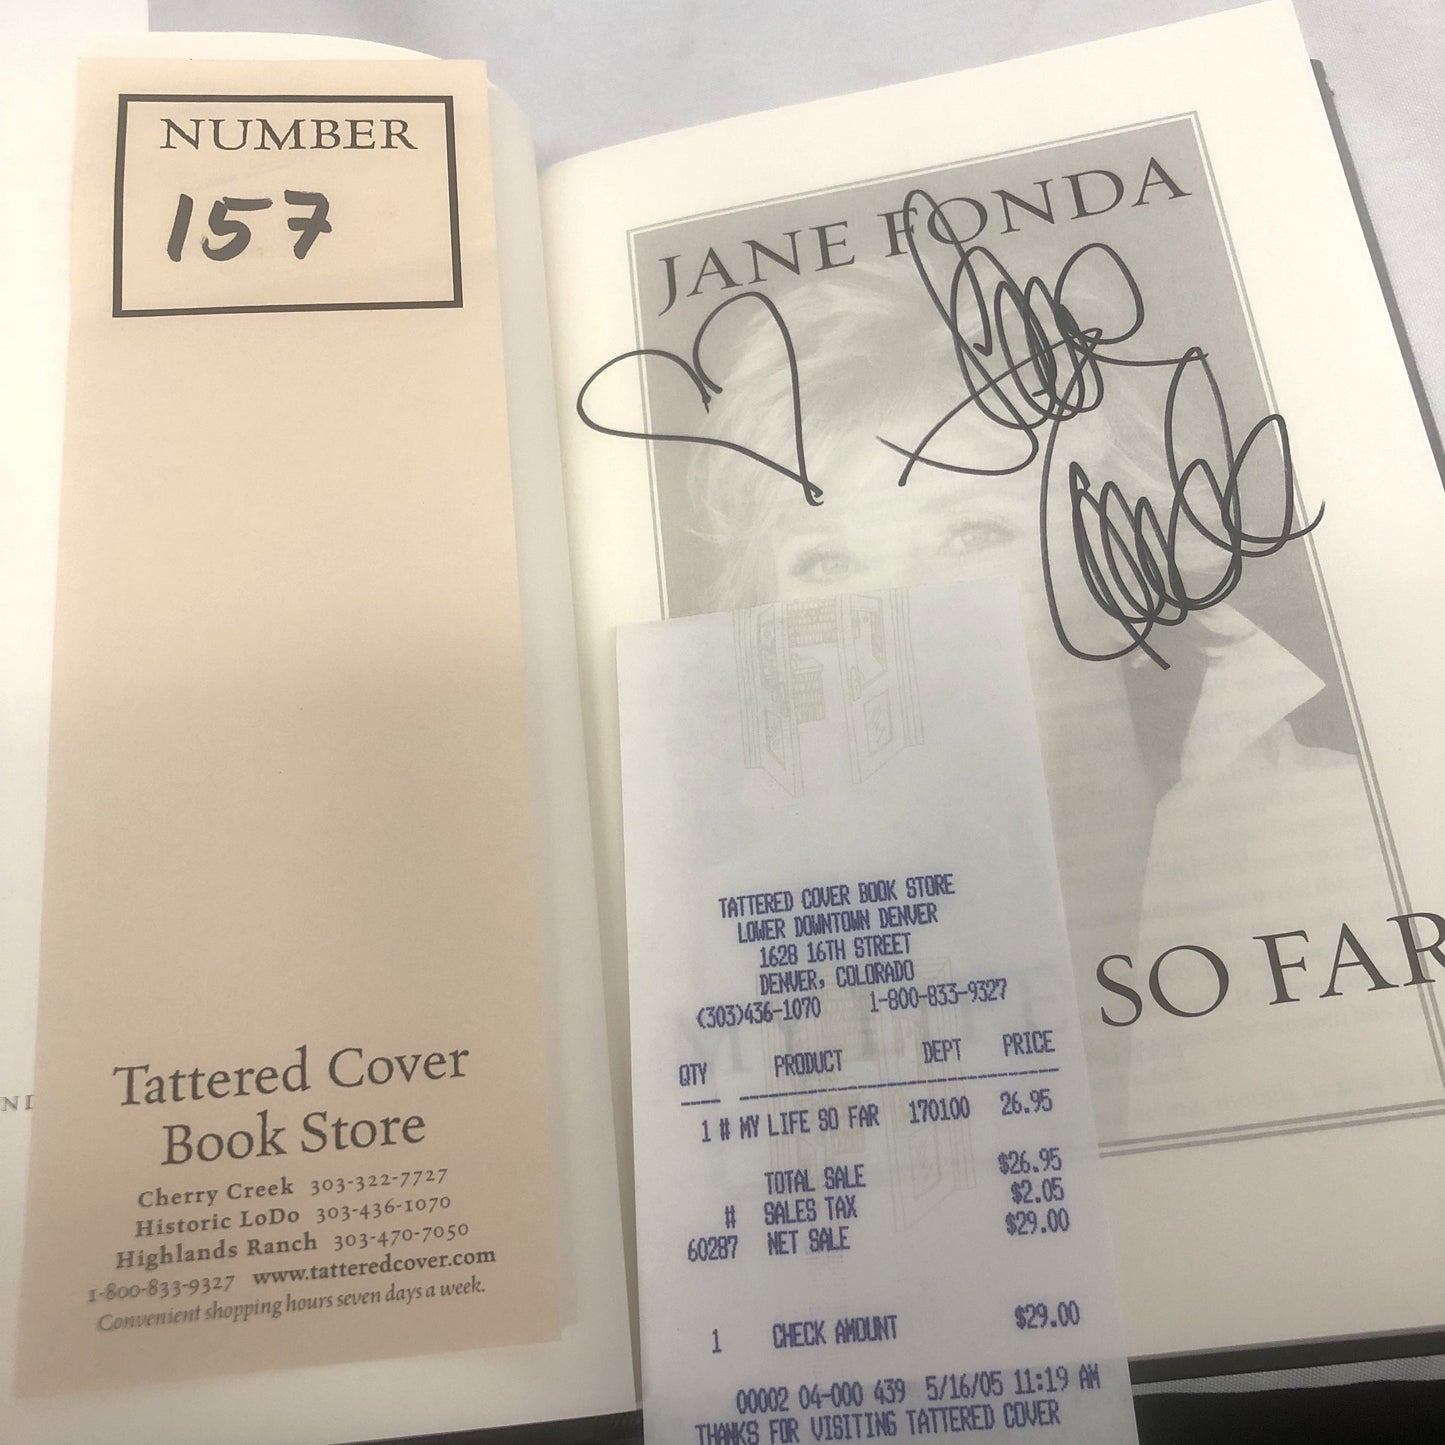 NUMBER
157
Tattered Cover
Book Store
Cherry Creek 303-322-7727
Historic LoDo 303-436-1070
Highlands Ranch 303-470-7050
1-800-833-9327 www.tatteredcover.com
Convenient shopping hours seven days a week.
JANE FONDA
SO FAR
TATTERED COVER BOOK STORE
LOWER DOWNTOWN DENVER
1628 16TH STREET
DENVER, COLORADO
(303)436-1070 1-800-833-9327
QTY PRODUCT DEPT PRICE
1 # MY LIFE SO FAR 170100 26.95
TOTAL SALE $26.95
# SALES TAX $2.05
60287 NET SALE $29.00
1 CHECK AMOUNT $29.00
00002 04-000 439 5/16/05 11:19 AM
THANKS FOR VISITING TATTERED COVER